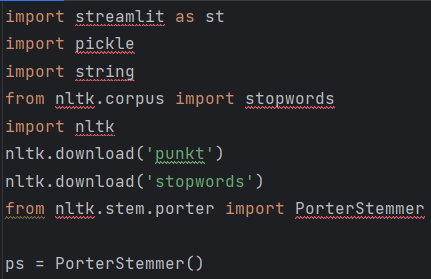 import streamlit as st
import pickle
import string
from nltk.corpus import stopwords
import nltk
nltk.download('punkt')
nltk.download('stopwords')
from nltk.stem.porter import PorterStemmer
ps = PorterStemmer()